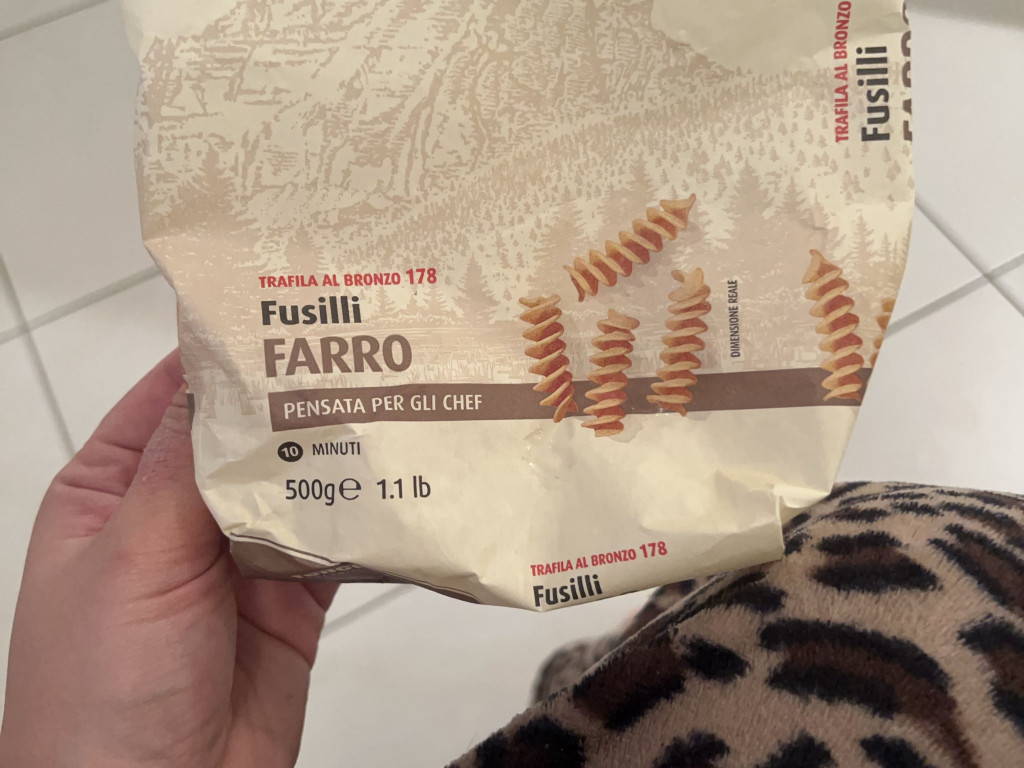 TRAFILA AL BRONZO 178
Fusilli
FARRO
PENSATA PER GLI CHEF
10 MINUTI
500g℮ 1.1 lb
DIMENSIONE REALE
TRAFILA AL BRONZO
Fusilli
TRAFILA AL BRONZO 178
Fusilli